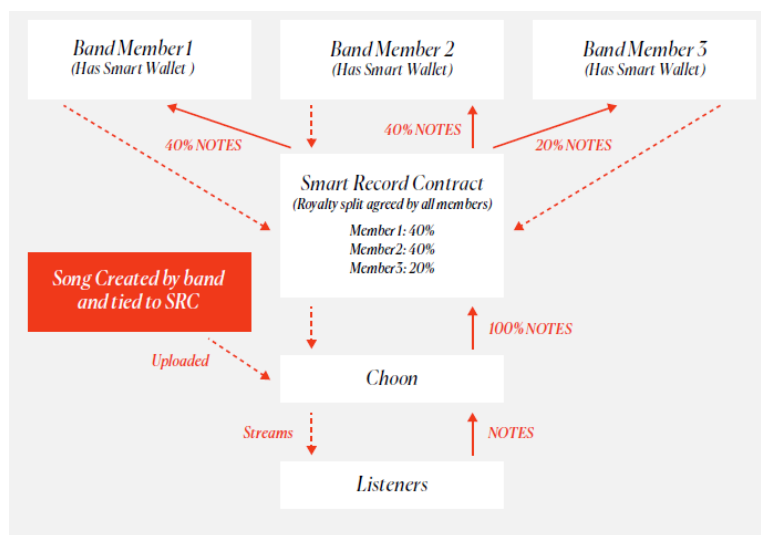 Band Member 1
(Has Smart Wallet )
Band Member 2
(Has Smart Wallet)
Band Member 3
(Has Smart Wallet)
40% NOTES
40% NOTES
20% NOTES
Smart Record Contract
(Royalty split agreed by all members)
Member1: 40%
Member2: 40%
Member3: 20%
Song Created by band
and tied to SRC
100% NOTES
Uploaded
Choon
Streams
NOTES
Listeners